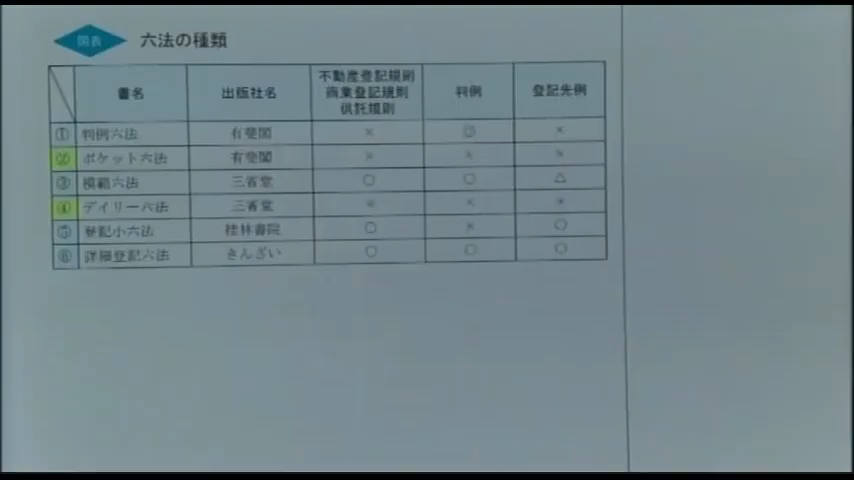 図表 六法の種類
書名 出版社名 不動産登記規則 商業登記規則 供託規則 判例 登記先例
① 判例六法 有斐閣 × ◎ ×
② ポケット六法 有斐閣 × × ×
③ 模範六法 三省堂 ○ ○ △
④ デイリー六法 三省堂 × × ×
⑤ 登記小六法 桂林書院 ○ × ○
⑥ 詳細登記六法 きんざい ○ ○ ○